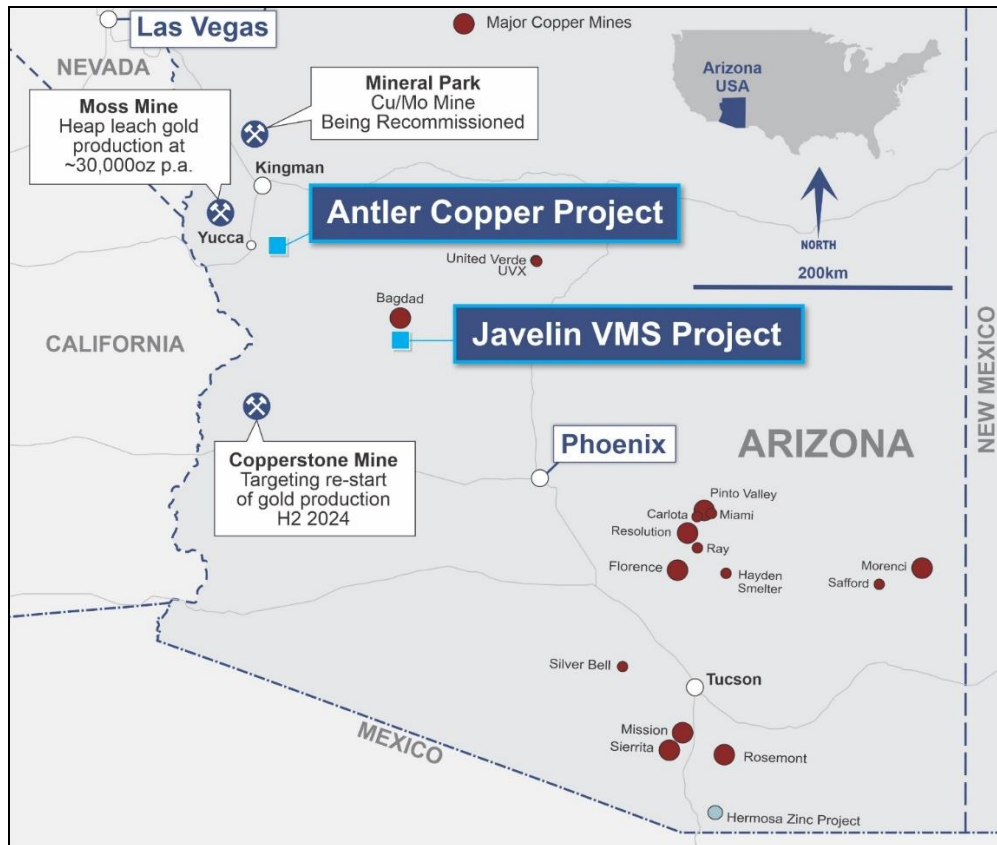 Las Vegas
Major Copper Mines
NEVADA
Moss Mine
Heap leach gold
production at
~30,000oz p.a.
Mineral Park
Cu/Mo Mine
Being Recommissioned
Arizona
USA
Kingman
Antler Copper Project
Yucca
NORTH
200km
United Verde
UVX
Bagdad
CALIFORNIA
Javelin VMS Project
NEW MEXICO
Copperstone Mine
Targeting re-start
of gold production
H2 2024
Phoenix
ARIZONA
Pinto Valley
Carlota
Miami
Resolution
Ray
Florence
Hayden
Smelter
Morenci
Safford
Silver Bell
Tucson
Mission
Sierrita
Rosemont
MEXICO
Hermosa Zinc Project